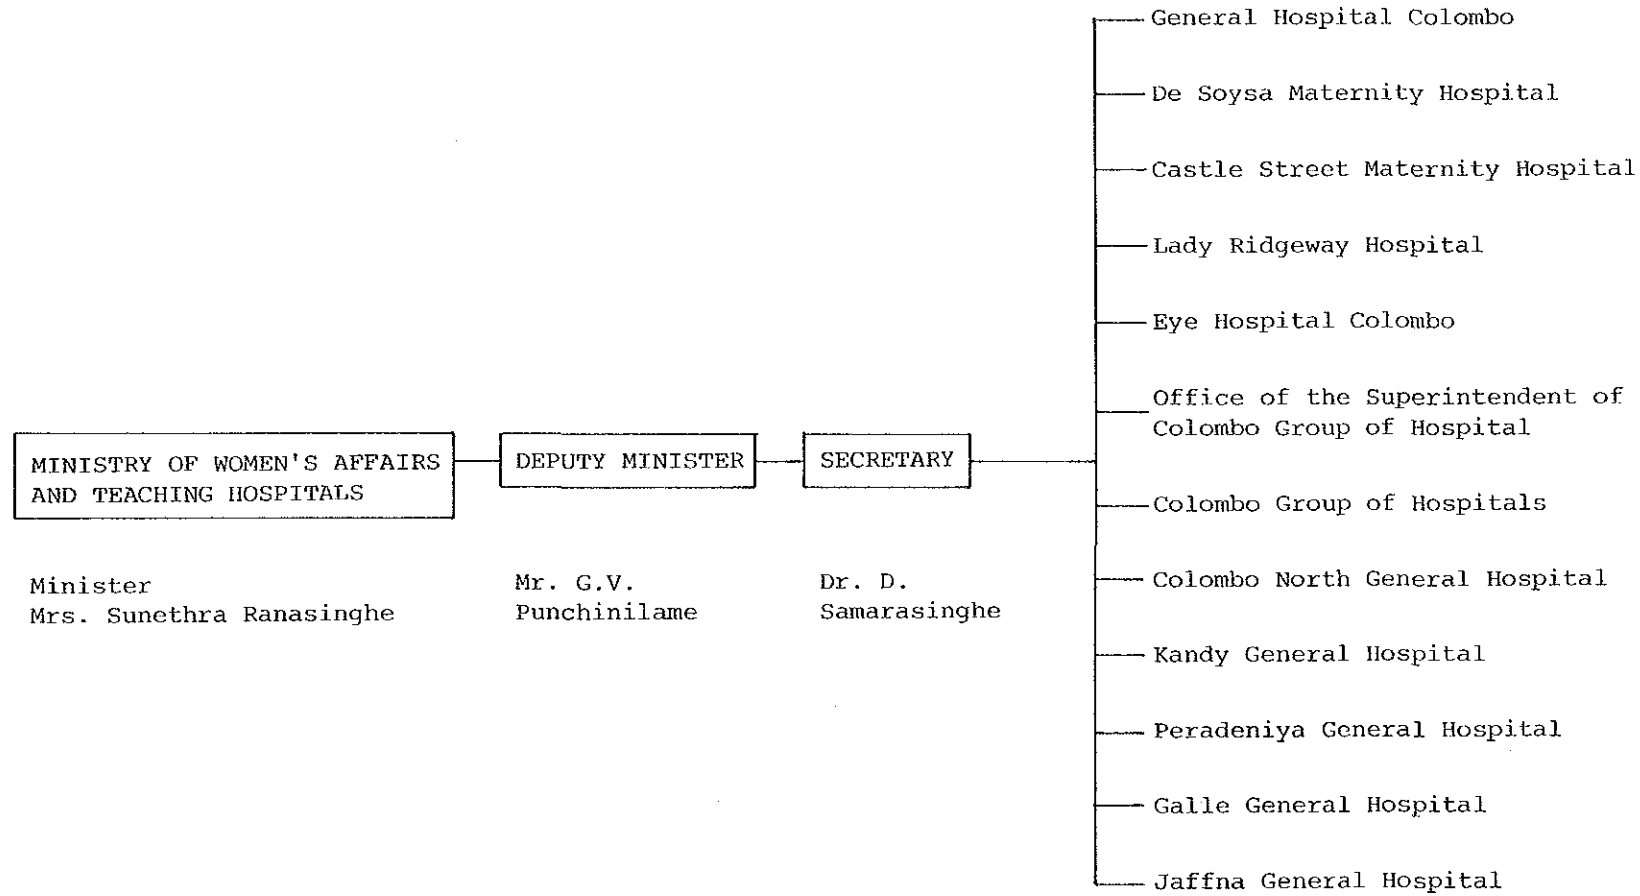 General Hospital Colombo
De Soysa Maternity Hospital
Castle Street Maternity Hospital
Lady Ridgeway Hospital
Eye Hospital Colombo
Office of the Superintendent of
Colombo Group of Hospital
MINISTRY OF WOMEN'S AFFAIRS
AND TEACHING HOSPITALS
DEPUTY MINISTER
SECRETARY
Colombo Group of Hospitals
Minister
Mrs. Sunethra Ranasinghe
Mr. G.V.
Punchinilame
Dr. D.
Samarasinghe
Colombo North General Hospital
Kandy General Hospital
Peradeniya General Hospital
Galle General Hospital
Jaffna General Hospital